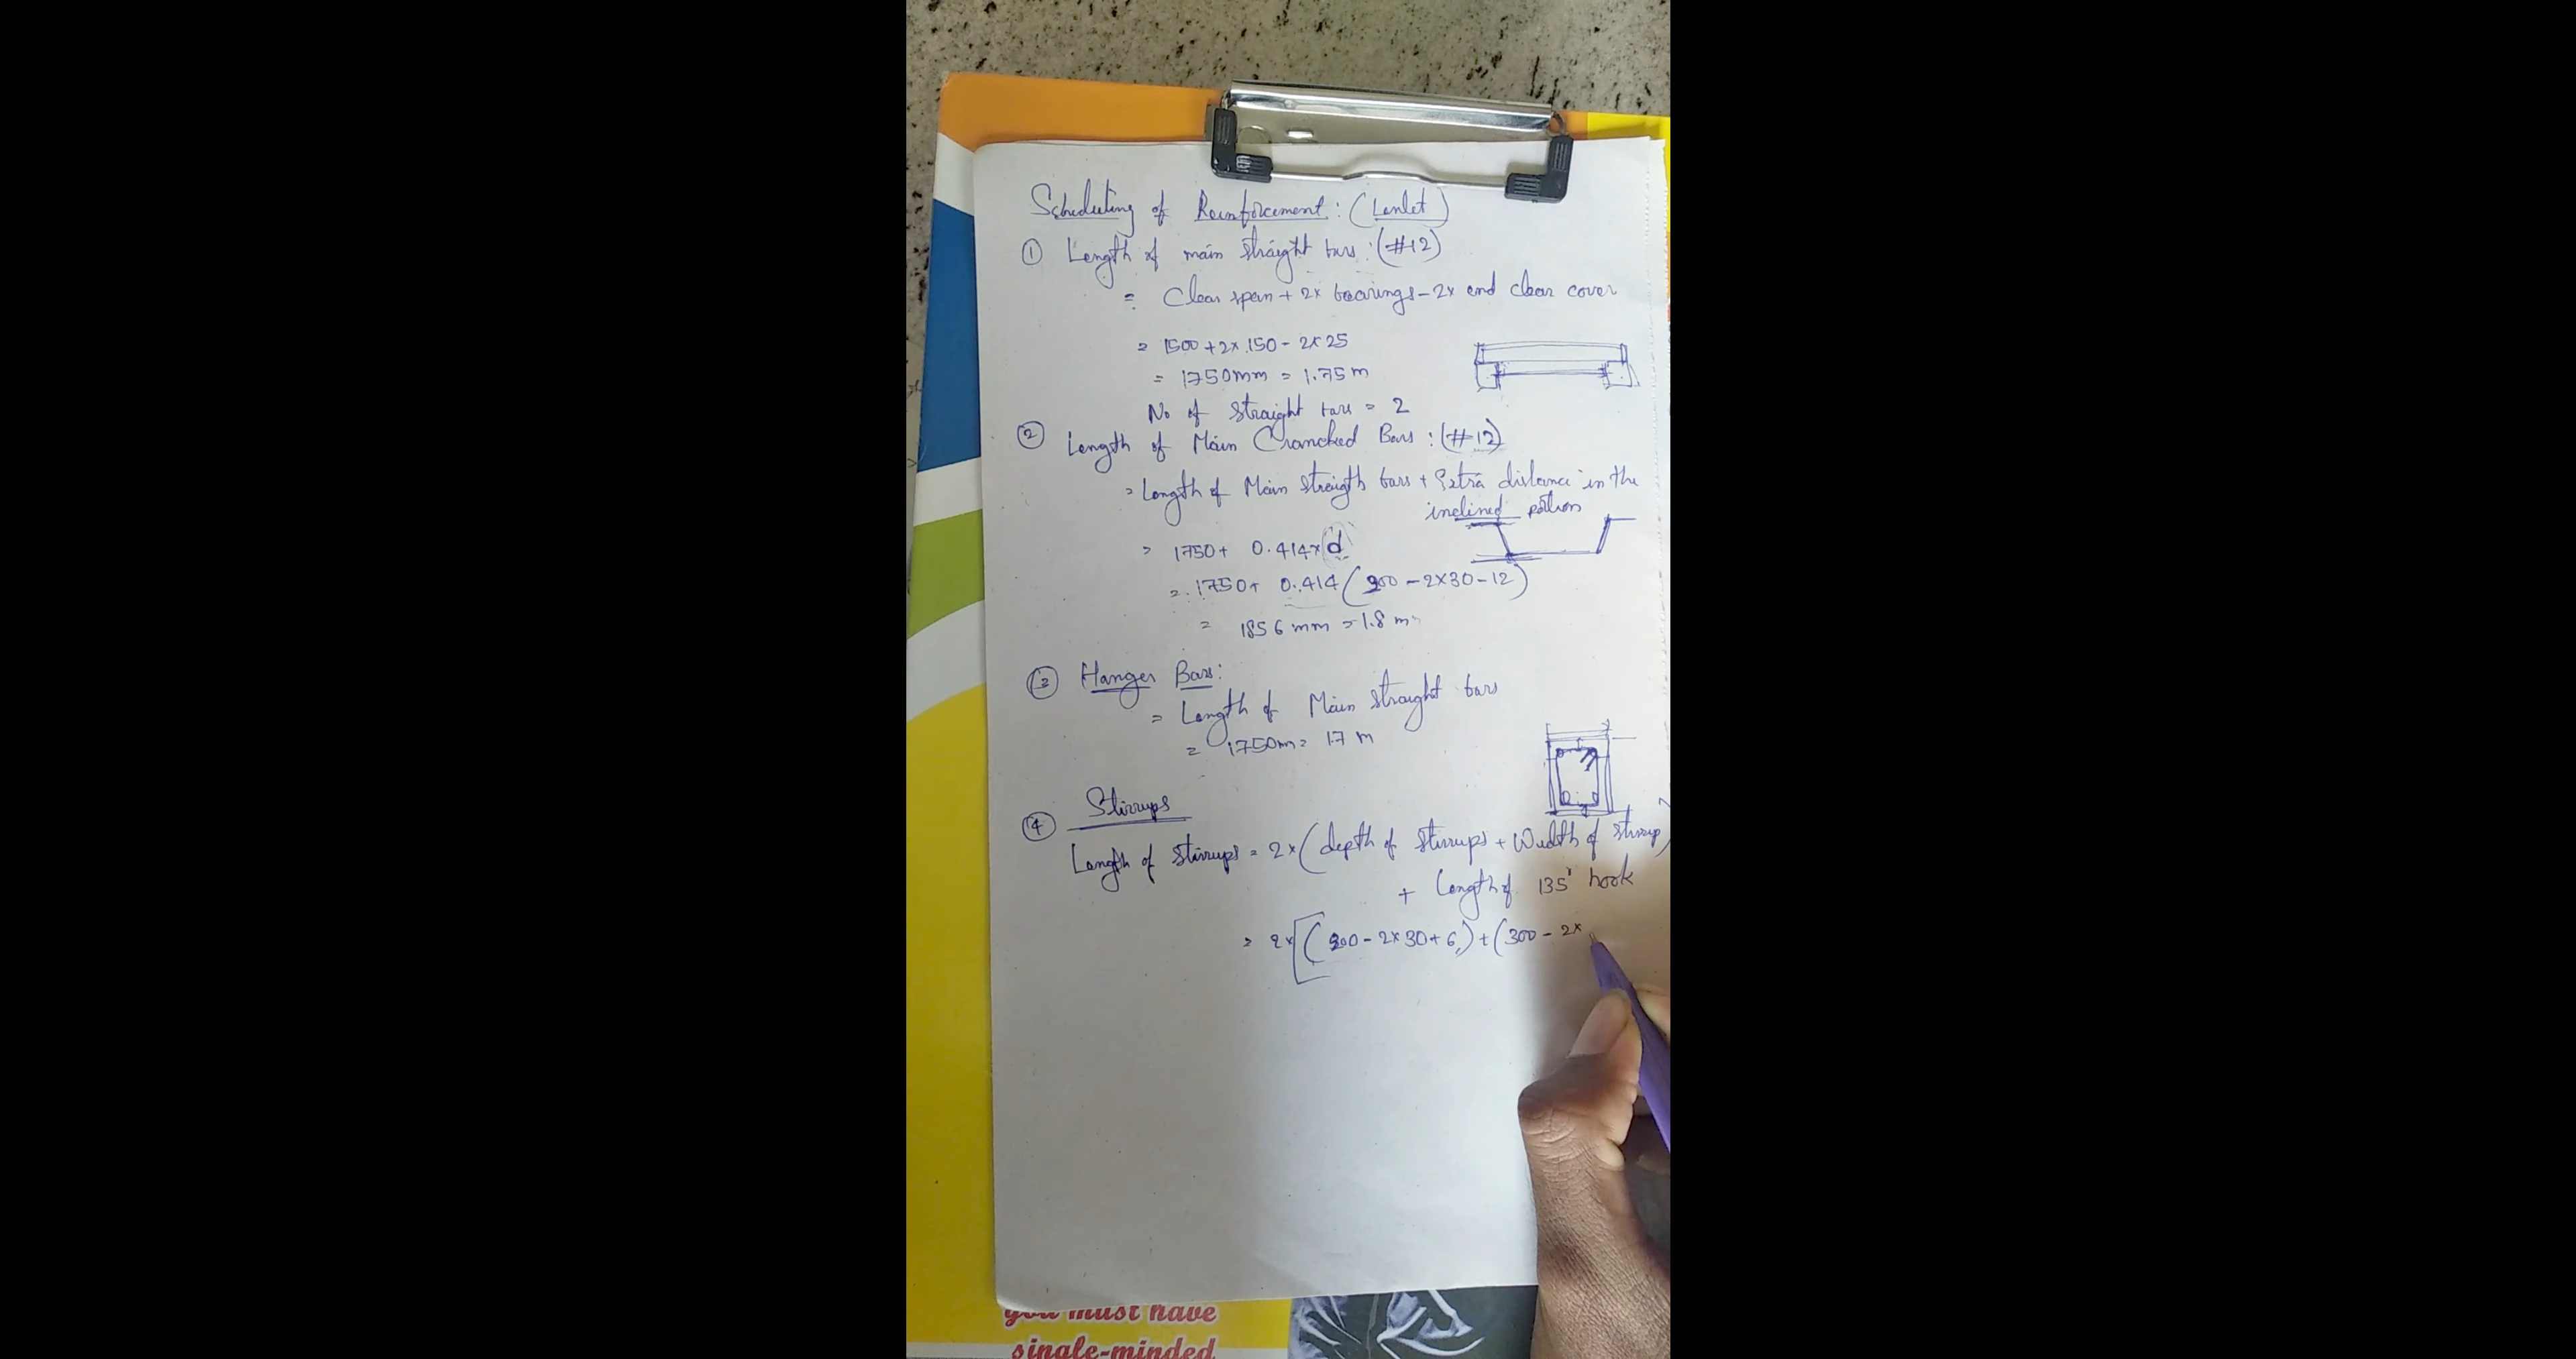 Scheduling of Reinforcement : (Lenlet)
① Length of main straight bars : (#12)
= Clear span + 2x bearings - 2x end clear cover
= 1500 + 2x 150 - 2x 25
= 1750mm = 1.75 m
No of straight bars = 2
② Length of Main Crancked Bars : (#12)
= Length of Main straigth bars + Extra distance in the
inclined portion
= 1750 + 0.414x d
= 1750 + 0.414 (300 - 2x30 - 12)
= 1856 mm = 1.8 m
③ Hanger Bars:
= Length of Main straight bars
= 1750m = 1.7 m
④ Stirrups
Length of stirrups = 2x (depth of stirrups + Width of stirrup)
+ Length of 135° hook
= 2x [(300 - 2x 30 + 6) + (300 - 2x
you must have
single-minded